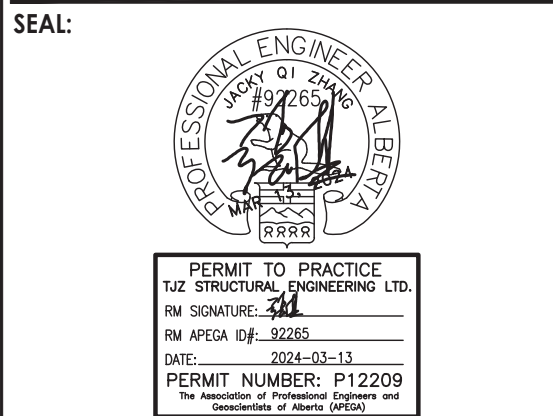 SEAL:
PROFESSIONAL ENGINEER ALBERTA
JACKY QI ZHANG
#92265
MAR 13, 2024
PERMIT TO PRACTICE
TJZ STRUCTURAL ENGINEERING LTD.
RM SIGNATURE:
RM APEGA ID#: 92265
DATE: 2024-03-13
PERMIT NUMBER: P12209
The Association of Professional Engineers and
Geoscientists of Alberta (APEGA)